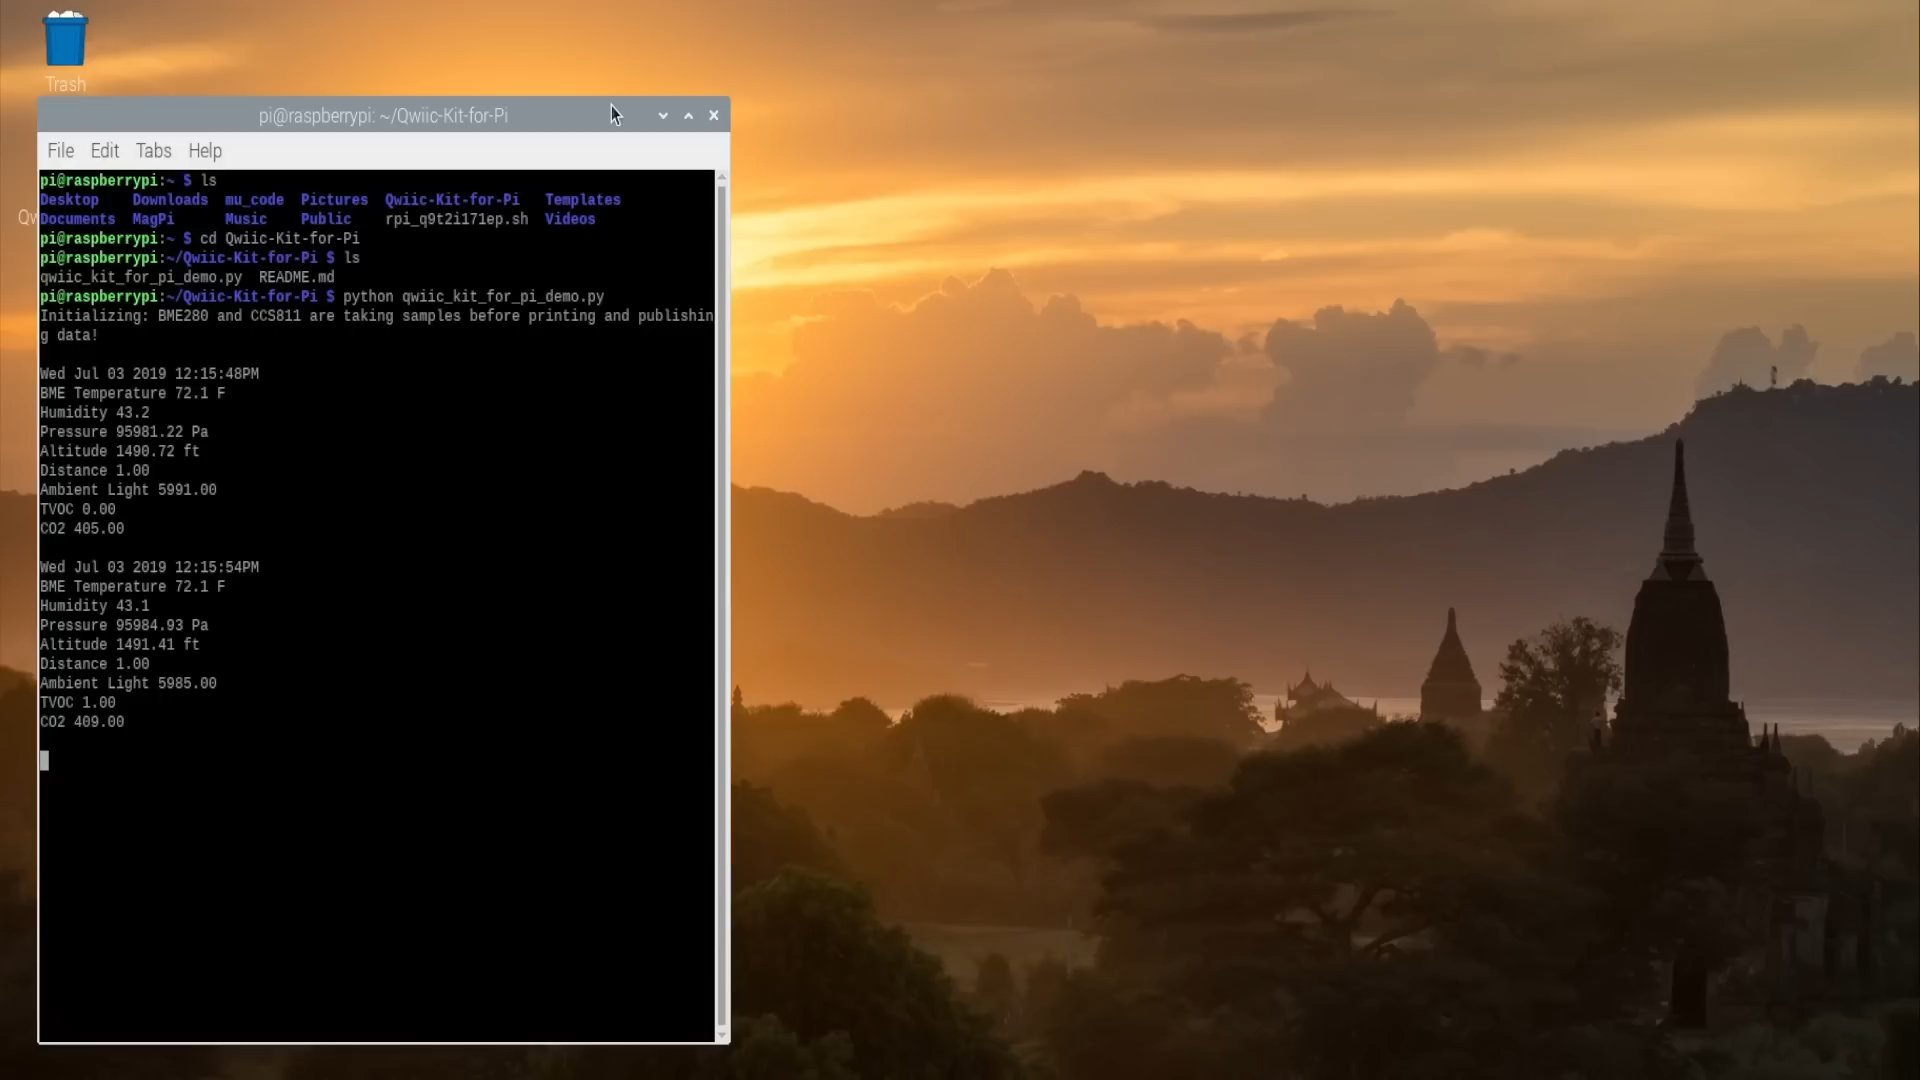 Trash
pi@raspberrypi: ~/Qwiic-Kit-for-Pi
File Edit Tabs Help
pi@raspberrypi:~ $ ls
Desktop Downloads mu_code Pictures Qwiic-Kit-for-Pi Templates
Documents MagPi Music Public rpi_q9t2i171ep.sh Videos
Qw
pi@raspberrypi:~ $ cd Qwiic-Kit-for-Pi
pi@raspberrypi:~/Qwiic-Kit-for-Pi $ ls
qwiic_kit_for_pi_demo.py README.md
pi@raspberrypi:~/Qwiic-Kit-for-Pi $ python qwiic_kit_for_pi_demo.py
Initializing: BME280 and CCS811 are taking samples before printing and publishin
g data!
Wed Jul 03 2019 12:15:48PM
BME Temperature 72.1 F
Humidity 43.2
Pressure 95981.22 Pa
Altitude 1490.72 ft
Distance 1.00
Ambient Light 5991.00
TVOC 0.00
CO2 405.00
Wed Jul 03 2019 12:15:54PM
BME Temperature 72.1 F
Humidity 43.1
Pressure 95984.93 Pa
Altitude 1491.41 ft
Distance 1.00
Ambient Light 5985.00
TVOC 1.00
CO2 409.00